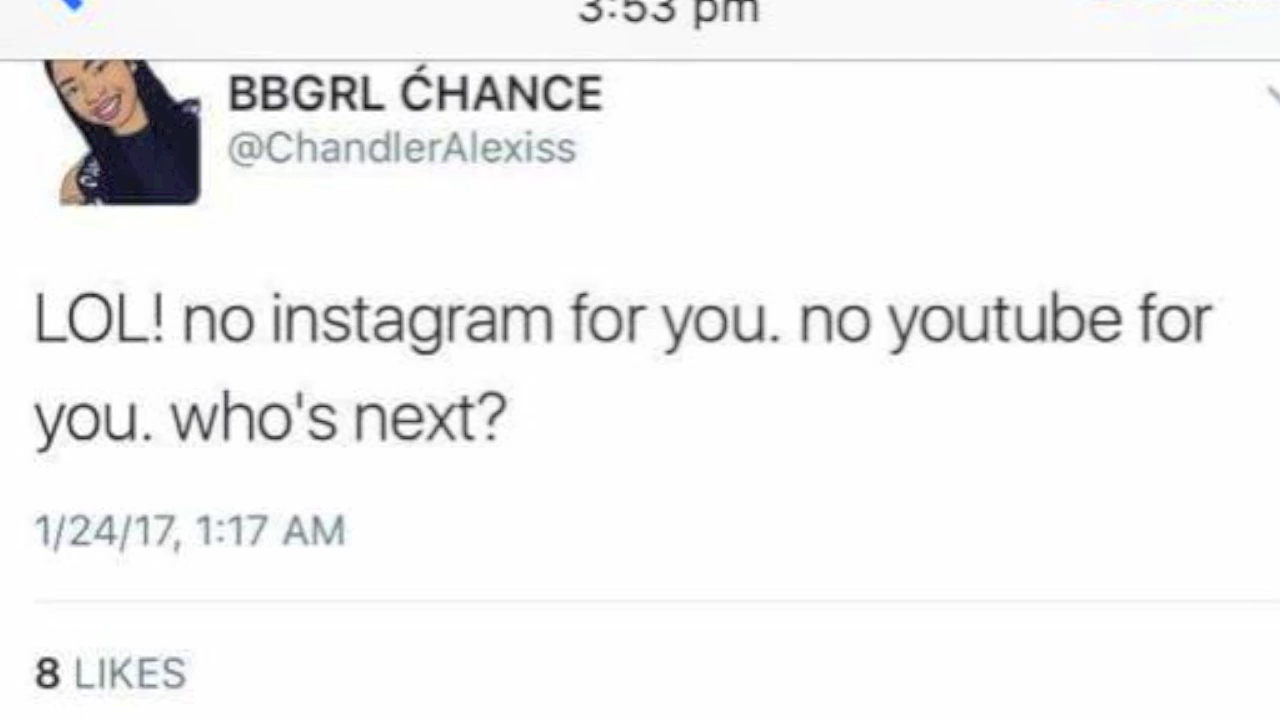 3:53 pm
BBGRL ĆHANCE
@ChandlerAlexiss
LOL! no instagram for you. no youtube for
you. who's next?
1/24/17, 1:17 AM
8 LIKES